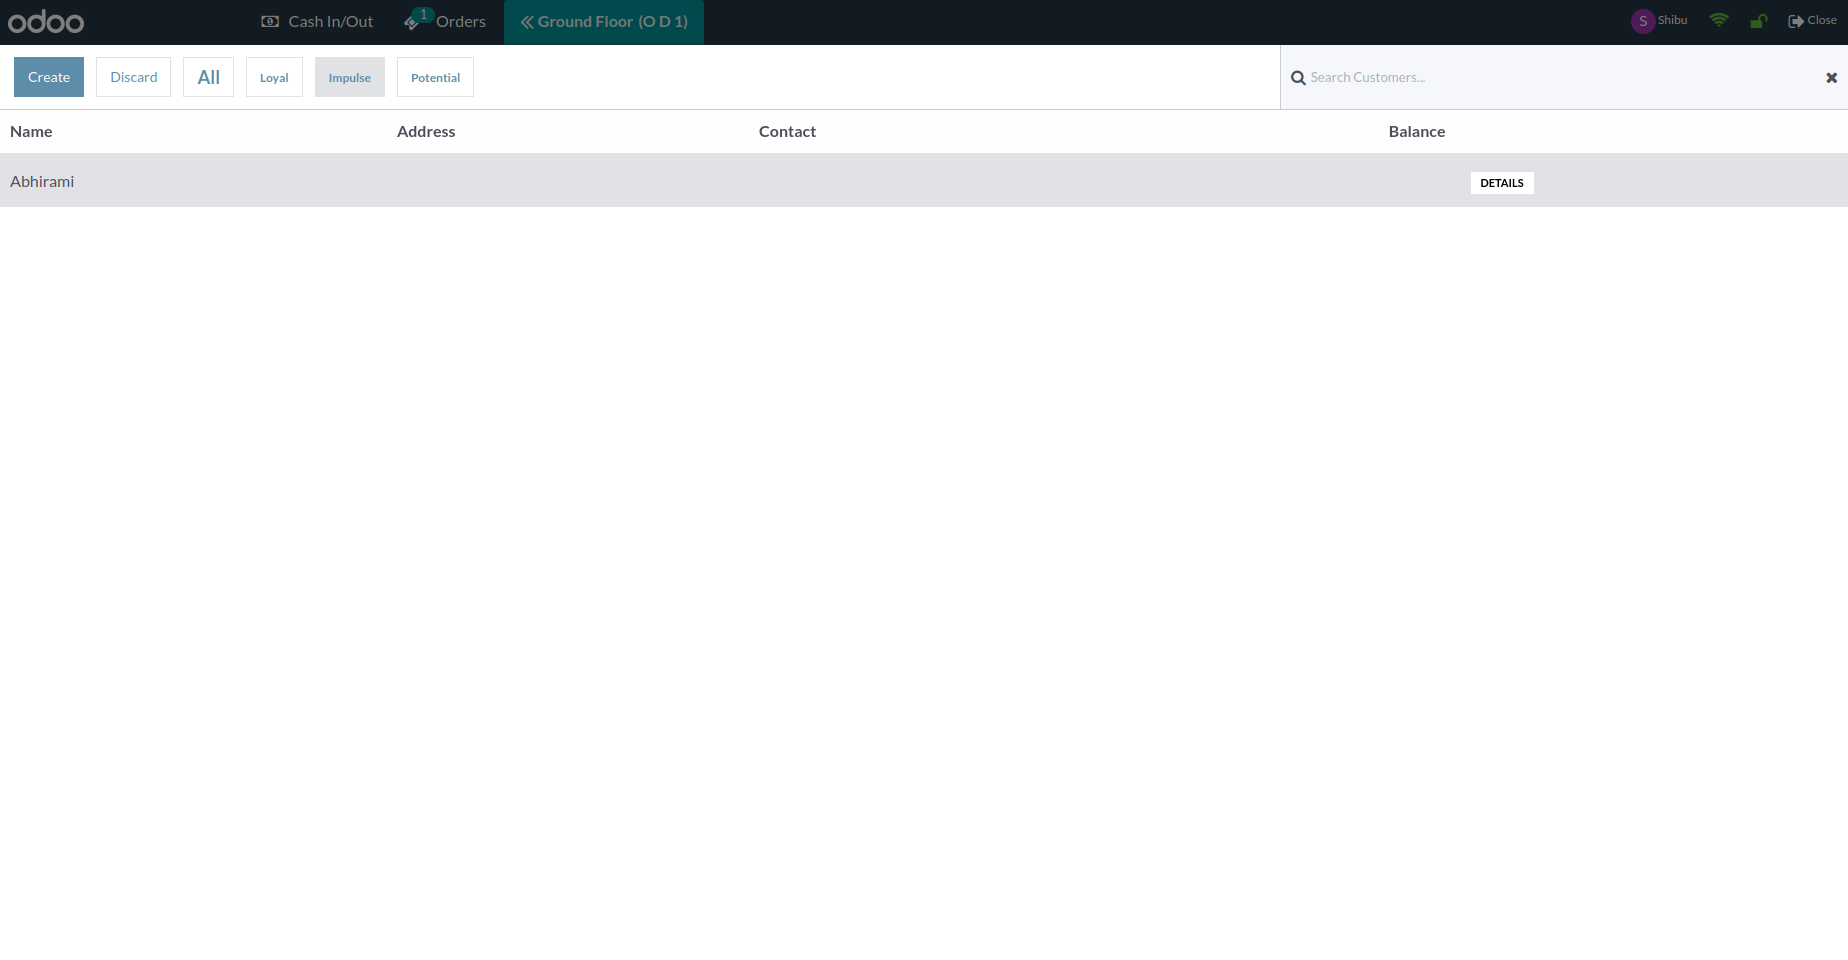 odoo Cash In/Out 1 Orders Ground Floor (O D 1) S Shibu Close
Create Discard All Loyal Impulse Potential Search Customers...
Name Address Contact Balance
Abhirami DETAILS